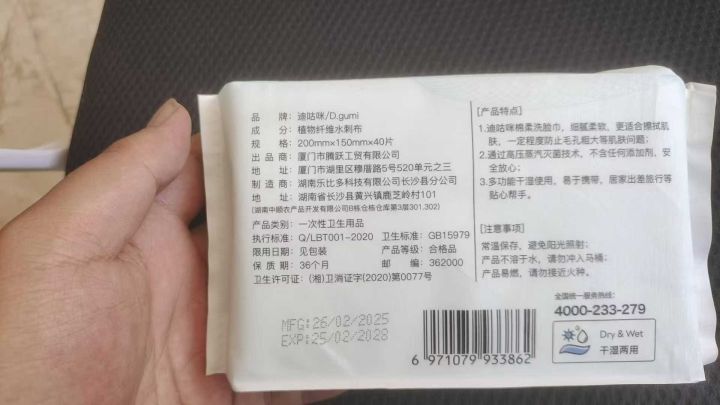 品　　牌：迪咕咪/D.gumi
成　　分：植物纤维水刺布
规　　格：200mm×150mm×40片
出 品 商：厦门市腾跃工贸有限公司
地　　址：厦门市湖里区穆厝路5号520单元之三
制 造 商：湖南乐比多科技有限公司长沙县分公司
地　　址：湖南省长沙县黄兴镇鹿芝岭村101
(湖南中顺农产品开发有限公司B栋仓栋仓库第3层301.302)
产品类别：一次性卫生用品
执行标准：Q/LBT001-2020 卫生标准：GB15979
限用日期：见包装 产品等级：合格品
保 质 期：36个月 邮　　编：362000
卫生许可证：(湘)卫消证字(2020)第0077号
MFG:26/02/2025
EXP:25/02/2028
[产品特点]
1.迪咕咪棉柔洗脸巾，细腻柔软、更适合擦拭肌
肤，一定程度防止毛孔粗大等肌肤问题；
2.通过高压蒸汽灭菌技术，不含任何添加剂、安
全放心；
3.多功能干湿使用，易于携带，居家出差旅行等
贴心帮手。
[注意事项]
常温保存，避免阳光照射；
产品不溶于水，请勿冲入马桶；
产品易燃，请勿接近火种。
全国统一服务热线：
4000-233-279
Dry & Wet
干湿两用
6 971079 933862